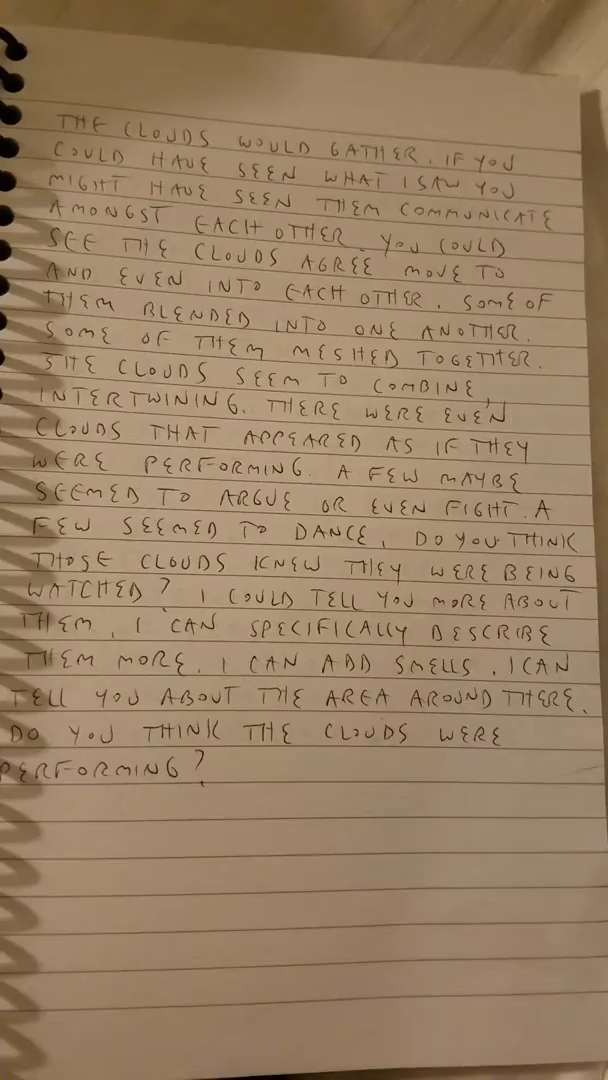 THE CLOUDS WOULD GATHER. IF YOU
COULD HAVE SEEN WHAT I SAW YOU
MIGHT HAVE SEEN THEM COMMUNICATE
AMONGST EACH OTHER. YOU COULD
SEE THE CLOUDS AGREE MOVE TO
AND EVEN INTO EACH OTHER. SOME OF
THEM BLENDED INTO ONE ANOTHER.
SOME OF THEM MESHED TOGETHER.
THE CLOUDS SEEM TO COMBINE,
INTERTWINING. THERE WERE EVEN
CLOUDS THAT APPEARED AS IF THEY
WERE PERFORMING. A FEW MAYBE
SEEMED TO ARGUE OR EVEN FIGHT. A
FEW SEEMED TO DANCE. DO YOU THINK
THOSE CLOUDS KNEW THEY WERE BEING
WATCHED? I COULD TELL YOU MORE ABOUT
THEM. I CAN SPECIFICALLY DESCRIBE
THEM MORE. I CAN ADD SMELLS. I CAN
TELL YOU ABOUT THE AREA AROUND THERE.
DO YOU THINK THE CLOUDS WERE
PERFORMING?